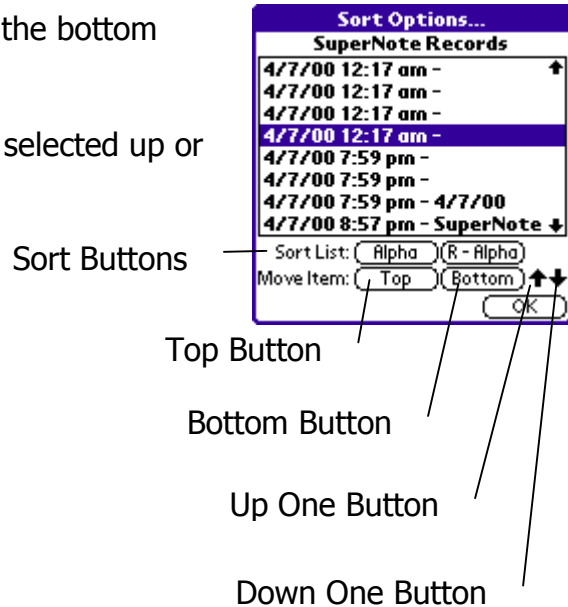 the bottom
selected up or
Sort Options...
SuperNote Records
4/7/00 12:17 am -
4/7/00 12:17 am -
4/7/00 12:17 am -
4/7/00 12:17 am -
4/7/00 7:59 pm -
4/7/00 7:59 pm -
4/7/00 7:59 pm - 4/7/00
4/7/00 8:57 pm - SuperNote
Sort List: Alpha R - Alpha
Move Item: Top Bottom
OK
Sort Buttons
Top Button
Bottom Button
Up One Button
Down One Button